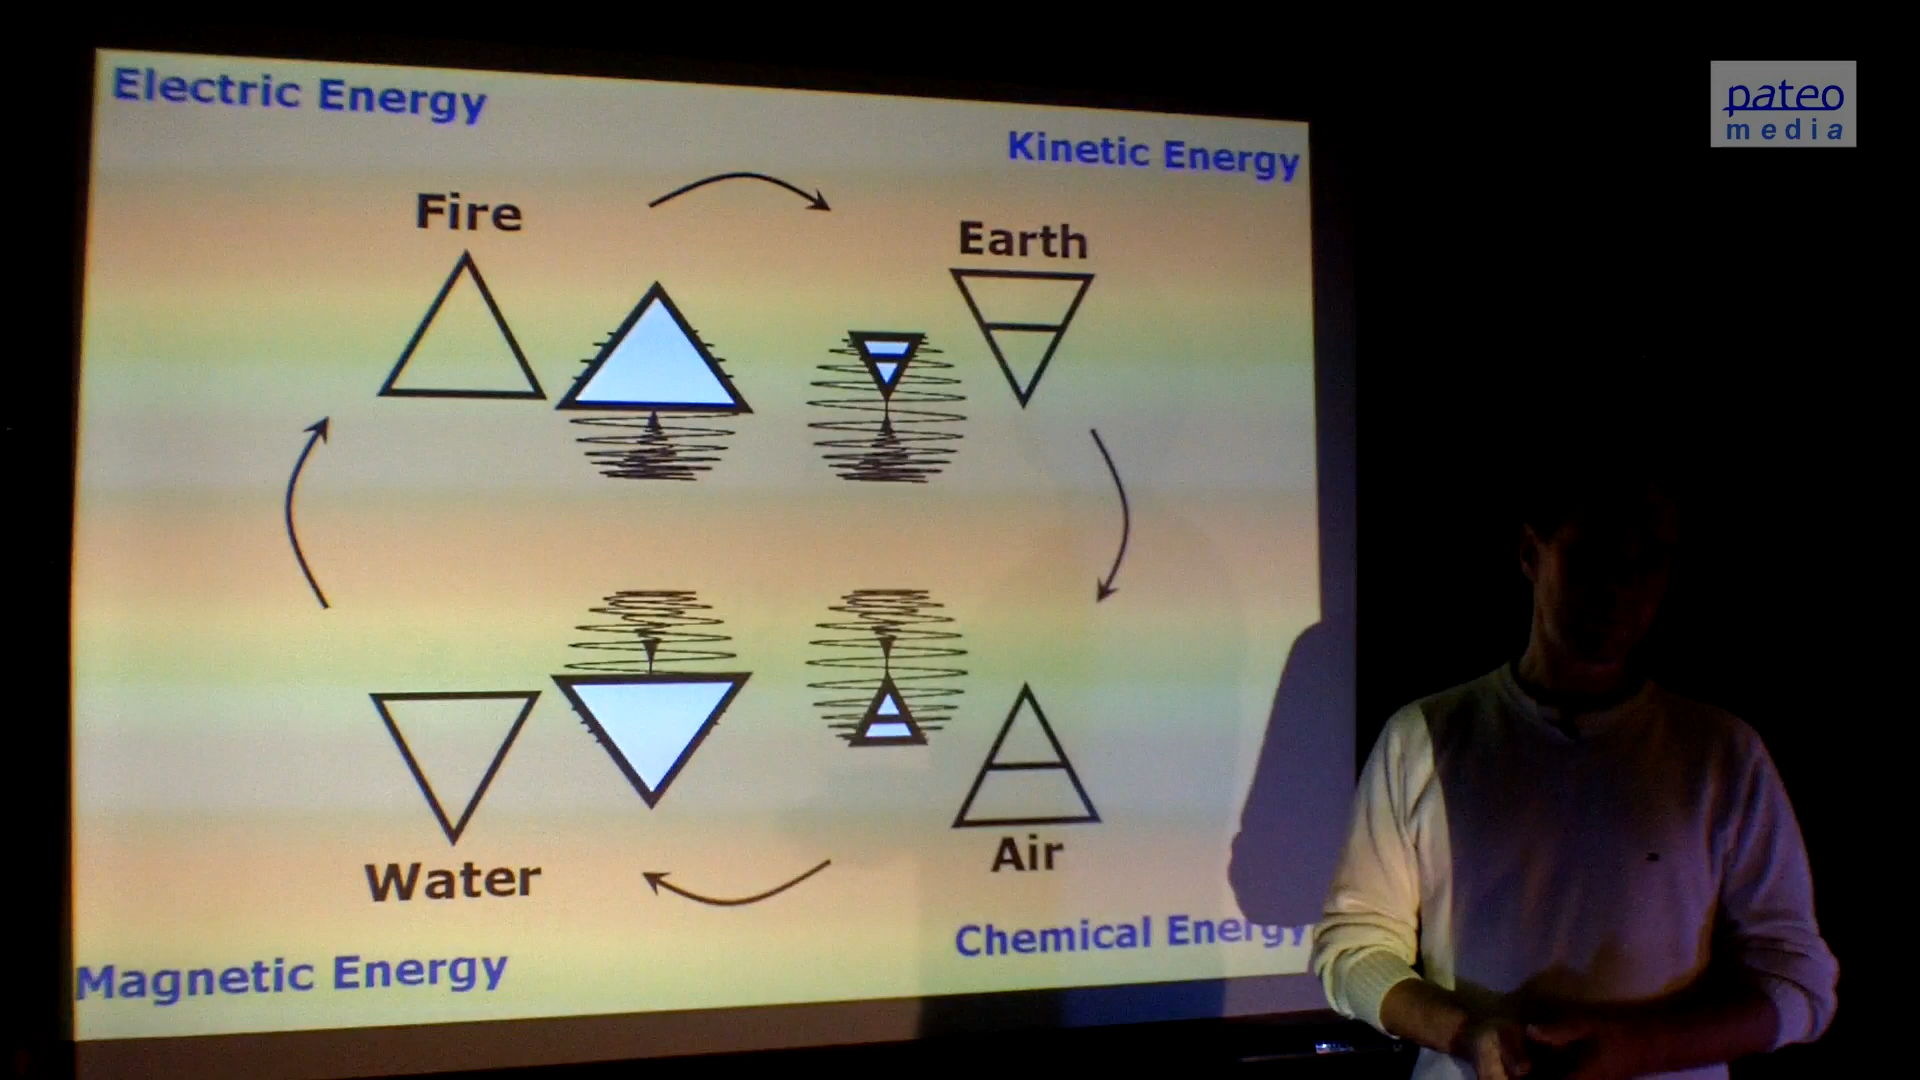 Electric Energy
Kinetic Energy
Fire
Earth
Water
Air
Magnetic Energy
Chemical Energy
pateo
media